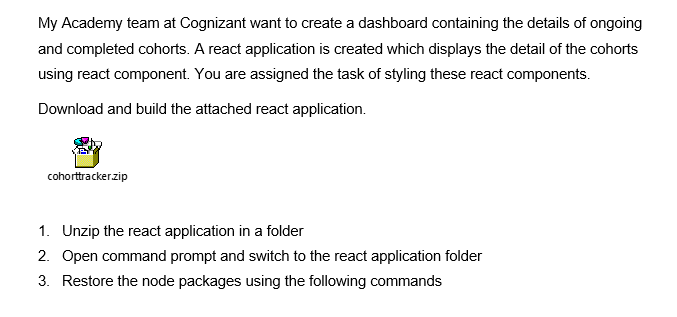 My Academy team at Cognizant want to create a dashboard containing the details of ongoing
and completed cohorts. A react application is created which displays the detail of the cohorts
using react component. You are assigned the task of styling these react components.
Download and build the attached react application.
cohorttracker.zip
1. Unzip the react application in a folder
2. Open command prompt and switch to the react application folder
3. Restore the node packages using the following commands